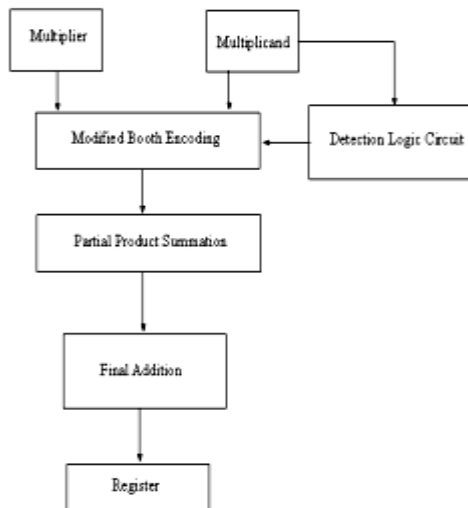 Multiplier
Multiplicand
Modified Booth Encoding
Detection Logic Circuit
Partial Product Summation
Final Addition
Register